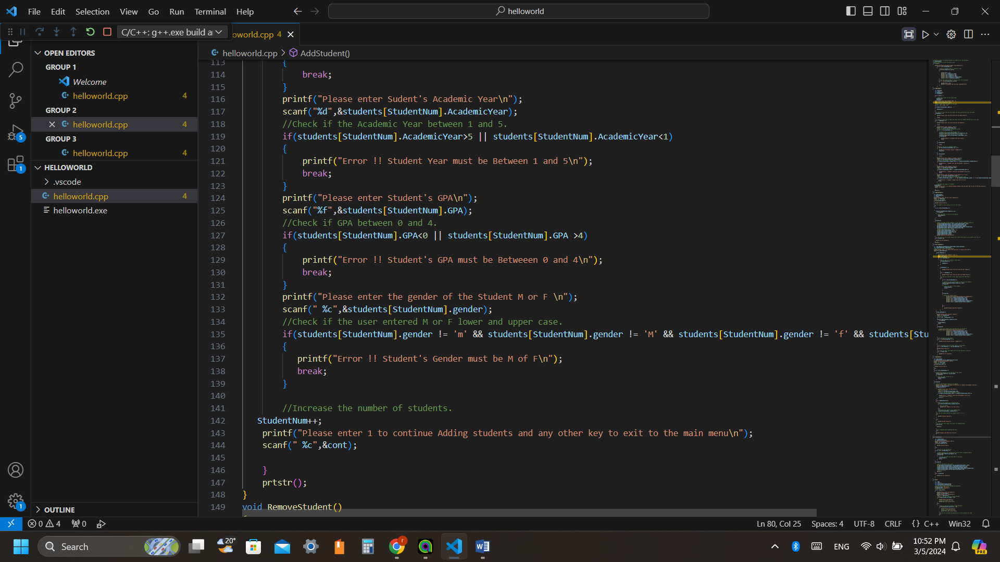 File Edit Selection View Go Run Terminal Help
helloworld
C/C++: g++.exe build a
oworld.cpp 4
OPEN EDITORS
GROUP 1
Welcome
helloworld.cpp 4
GROUP 2
helloworld.cpp 4
GROUP 3
helloworld.cpp 4
HELLOWORLD
.vscode
helloworld.cpp 4
helloworld.exe
OUTLINE
5
1
1
helloworld.cpp > AddStudent()
113 {
114 break;
115 }
116 printf("Please enter Sudent's Academic Year\n");
117 scanf("%d",&students[StudentNum].AcademicYear);
118 //Check if the Academic Year between 1 and 5.
119 if(students[StudentNum].AcademicYear>5 || students[StudentNum].AcademicYear<1)
120 {
121 printf("Error !! Student Year must be Between 1 and 5\n");
122 break;
123 }
124 printf("Please enter Student's GPA\n");
125 scanf("%f",&students[StudentNum].GPA);
126 //Check if GPA between 0 and 4.
127 if(students[StudentNum].GPA<0 || students[StudentNum].GPA >4)
128 {
129 printf("Error !! Student's GPA must be Betweeen 0 and 4\n");
130 break;
131 }
132 printf("Please enter the gender of the Student M or F \n");
133 scanf(" %c",&students[StudentNum].gender);
134 //Check if the user entered M or F lower and upper case.
135 if(students[StudentNum].gender != 'm' && students[StudentNum].gender != 'M' && students[StudentNum].gender != 'f' && students[Stu
136 {
137 printf("Error !! Student's Gender must be M of F\n");
138 break;
139 }
140
141 //Increase the number of students.
142 StudentNum++;
143 printf("Please enter 1 to continue Adding students and any other key to exit to the main menu\n");
144 scanf(" %c",&cont);
145
146 }
147 prtstr();
148 }
149 void RemoveStudent()
0 4 0
Ln 80, Col 25 Spaces: 4 UTF-8 CRLF {} C++ Win32
Search
20°
ENG
10:52 PM
3/5/2024
PRE